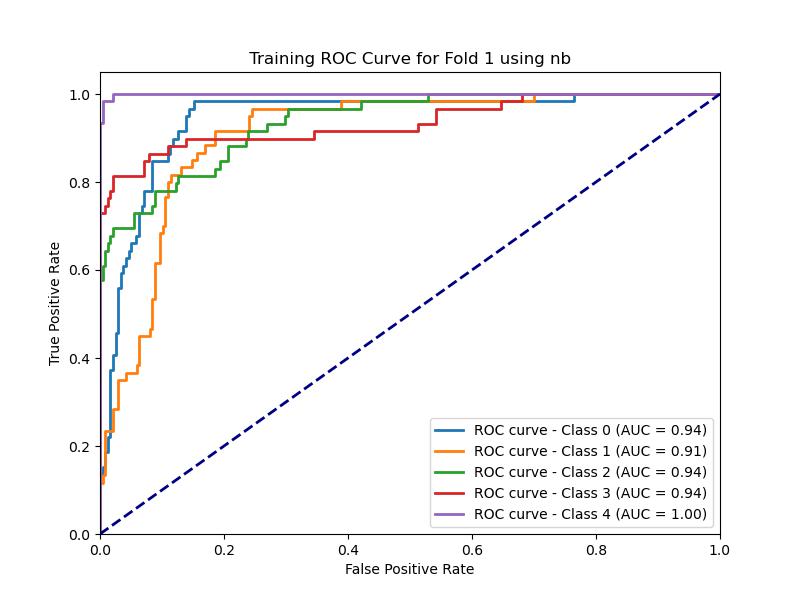 Training ROC Curve for Fold 1 using nb
True Positive Rate
1.0
0.8
0.6
0.4
0.2
0.0
ROC curve - Class 0 (AUC = 0.94)
ROC curve - Class 1 (AUC = 0.91)
ROC curve - Class 2 (AUC = 0.94)
ROC curve - Class 3 (AUC = 0.94)
ROC curve - Class 4 (AUC = 1.00)
0.0 0.2 0.4 0.6 0.8 1.0
False Positive Rate